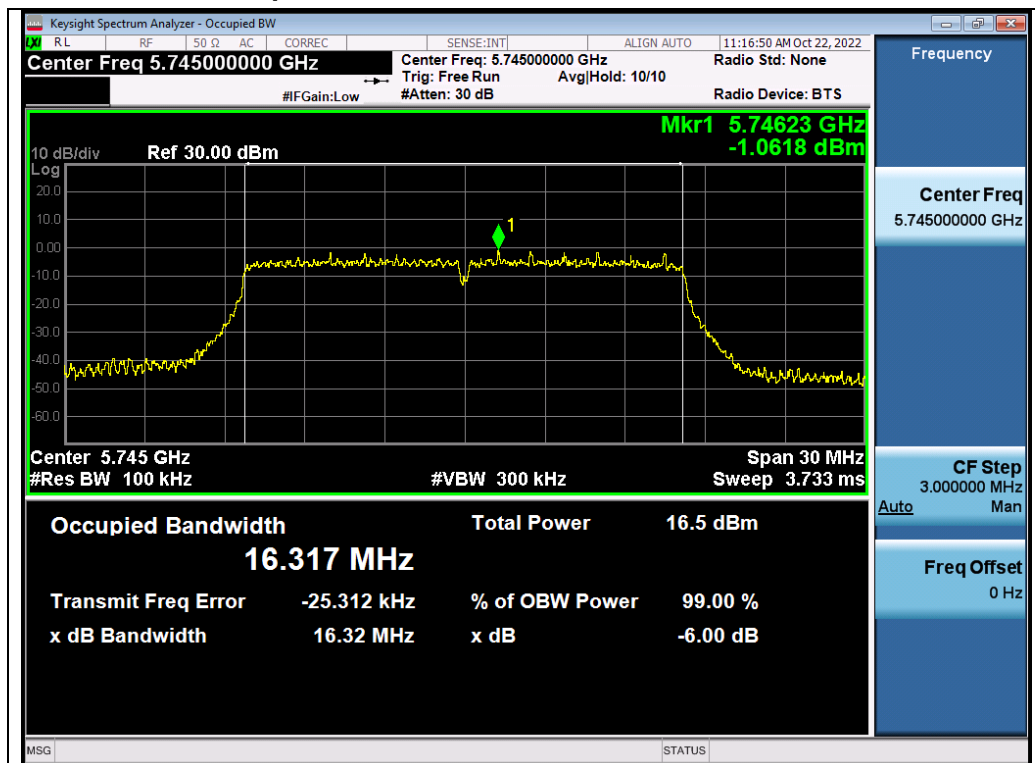 Keysight Spectrum Analyzer - Occupied BW
LXI RL RF 50 Ω AC CORREC SENSE:INT ALIGN AUTO 11:16:50 AM Oct 22, 2022
Center Freq 5.745000000 GHz Center Freq: 5.745000000 GHz Radio Std: None
Trig: Free Run Avg|Hold: 10/10
#IFGain:Low #Atten: 30 dB Radio Device: BTS
Mkr1 5.74623 GHz
10 dB/div Ref 30.00 dBm -1.0618 dBm
Log
20.0
10.0
0.00
-10.0
-20.0
-30.0
-40.0
-50.0
-60.0
1
Center 5.745 GHz Span 30 MHz
#Res BW 100 kHz #VBW 300 kHz Sweep 3.733 ms
Occupied Bandwidth Total Power 16.5 dBm
16.317 MHz
Transmit Freq Error -25.312 kHz % of OBW Power 99.00 %
x dB Bandwidth 16.32 MHz x dB -6.00 dB
MSG STATUS
Frequency
Center Freq
5.745000000 GHz
CF Step
3.000000 MHz
Auto Man
Freq Offset
0 Hz